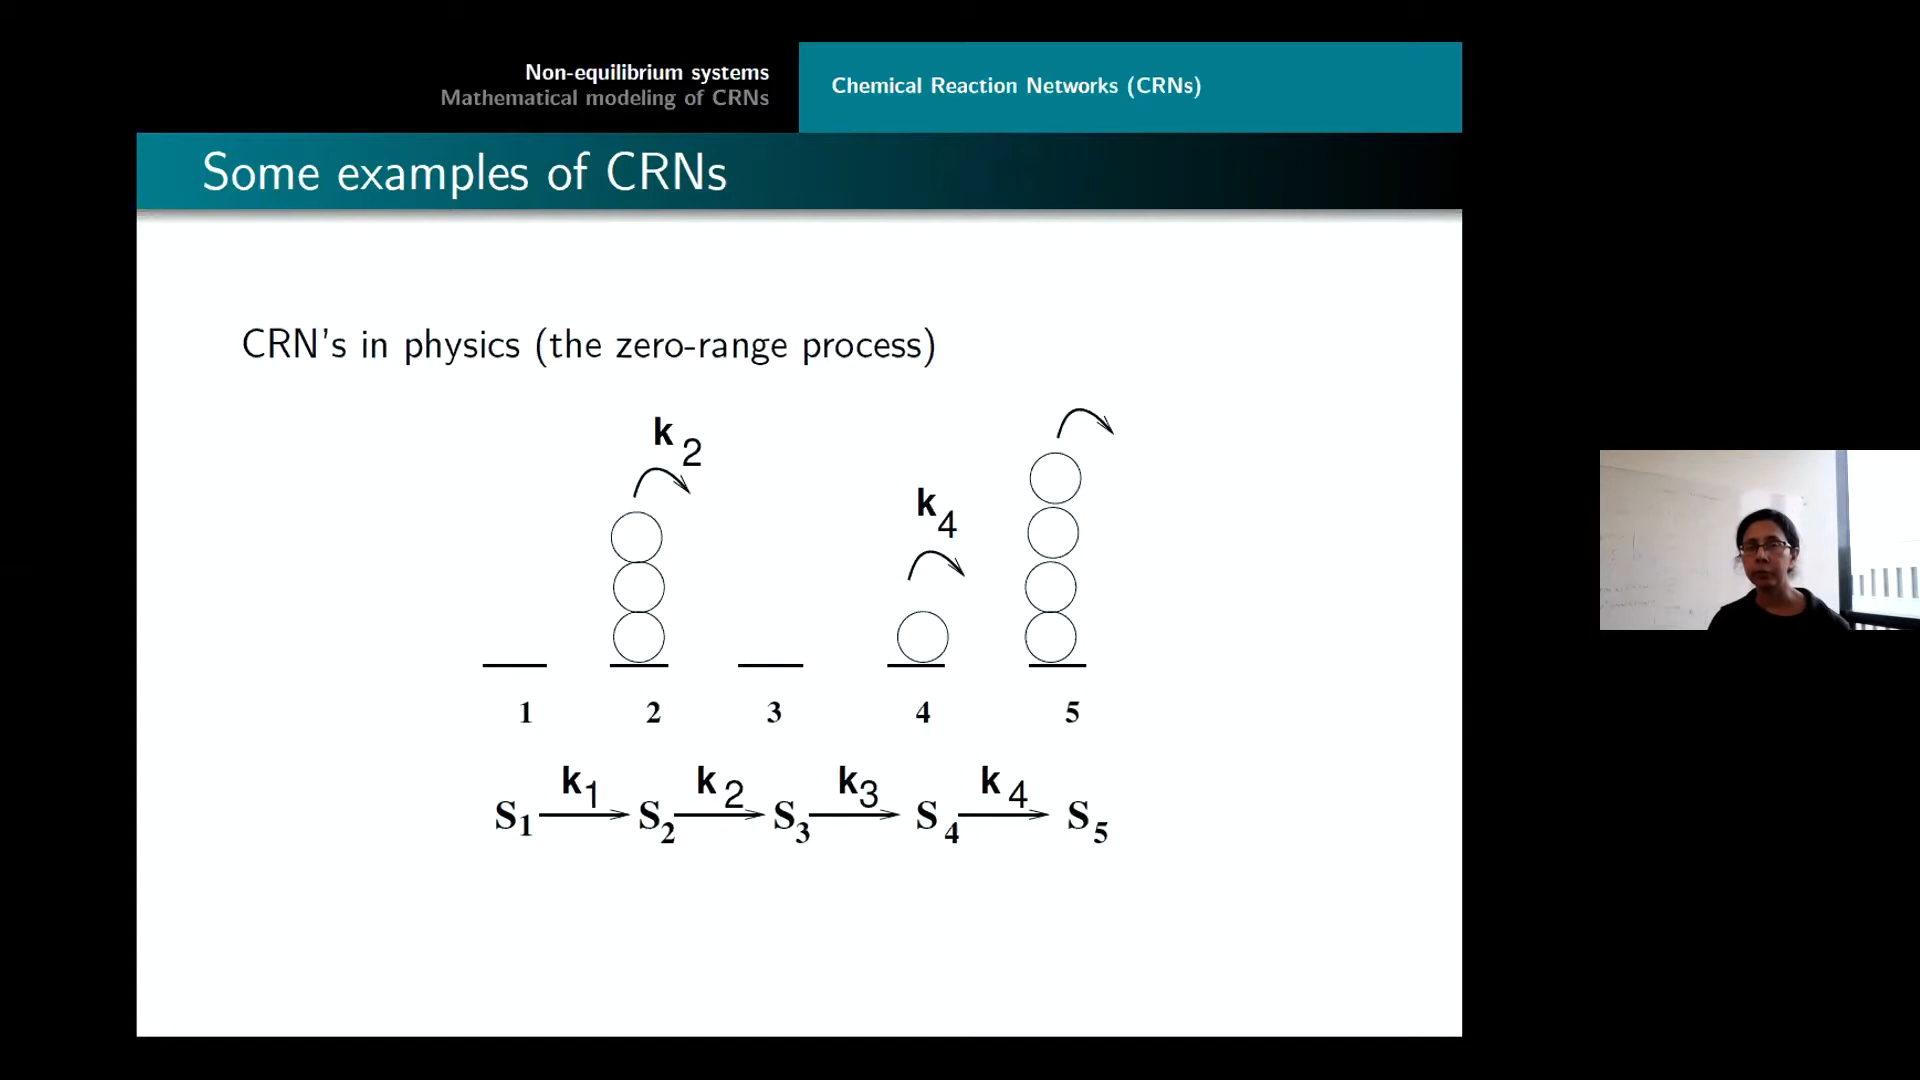 Non-equilibrium systems
Mathematical modeling of CRNs
Chemical Reaction Networks (CRNs)
Some examples of CRNs
CRN's in physics (the zero-range process)
k2
k4
1 2 3 4 5
k1 k2 k3 k4
S1 S2 S3 S4 S5